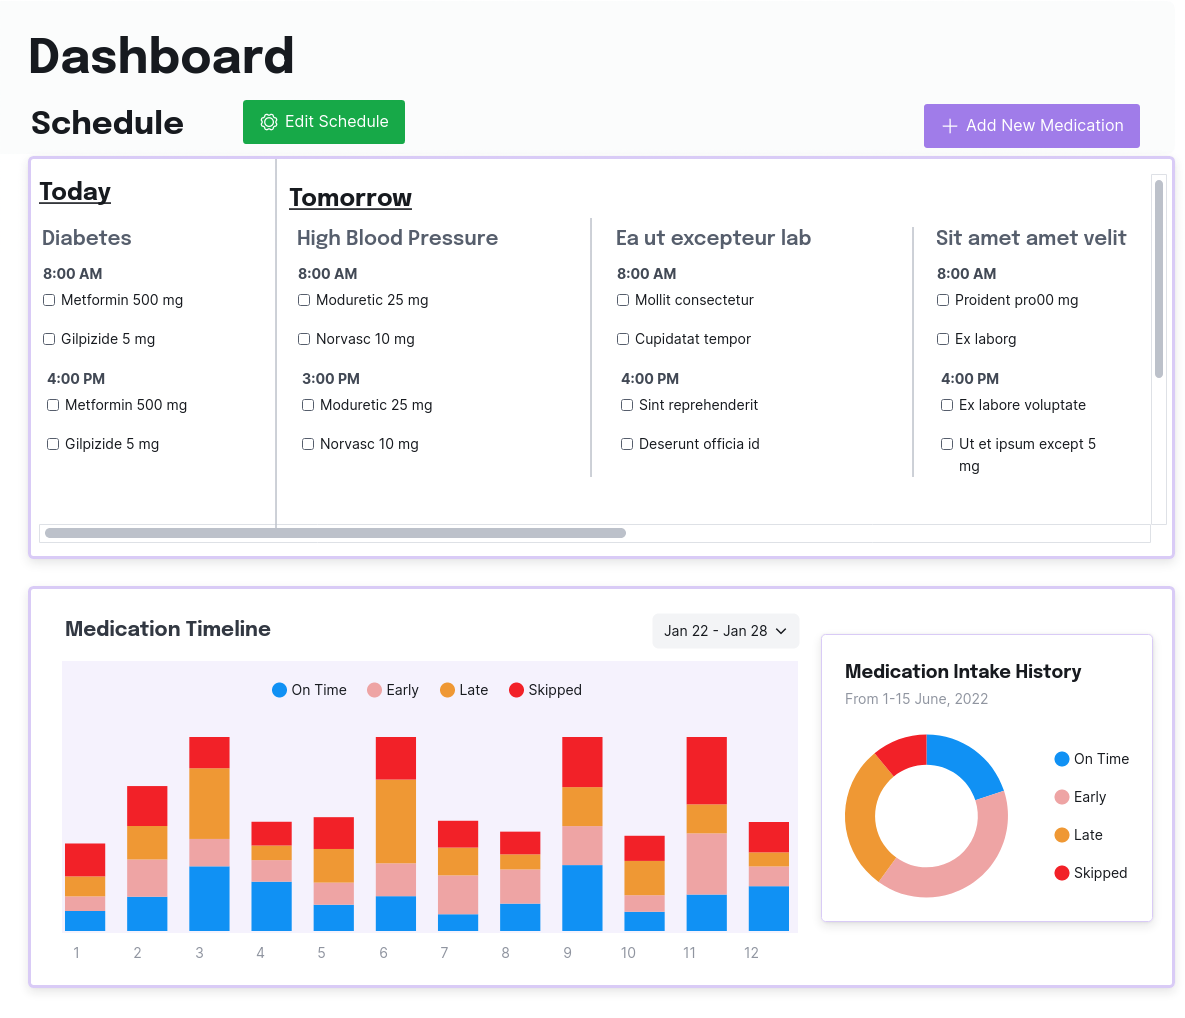 Dashboard
Schedule
Edit Schedule
Add New Medication
Today
Diabetes
8:00 AM
Metformin 500 mg
Gilpizide 5 mg
4:00 PM
Metformin 500 mg
Gilpizide 5 mg
Tomorrow
High Blood Pressure
8:00 AM
Moduretic 25 mg
Norvasc 10 mg
3:00 PM
Moduretic 25 mg
Norvasc 10 mg
Ea ut excepteur lab
8:00 AM
Mollit consectetur
Cupidatat tempor
4:00 PM
Sint reprehenderit
Deserunt officia id
Sit amet amet velit
8:00 AM
Proident pro00 mg
Ex laborg
4:00 PM
Ex labore voluptate
Ut et ipsum except 5
mg
Medication Timeline
Jan 22 - Jan 28
On Time Early Late Skipped
1 2 3 4 5 6 7 8 9 10 11 12
Medication Intake History
From 1-15 June, 2022
On Time
Early
Late
Skipped